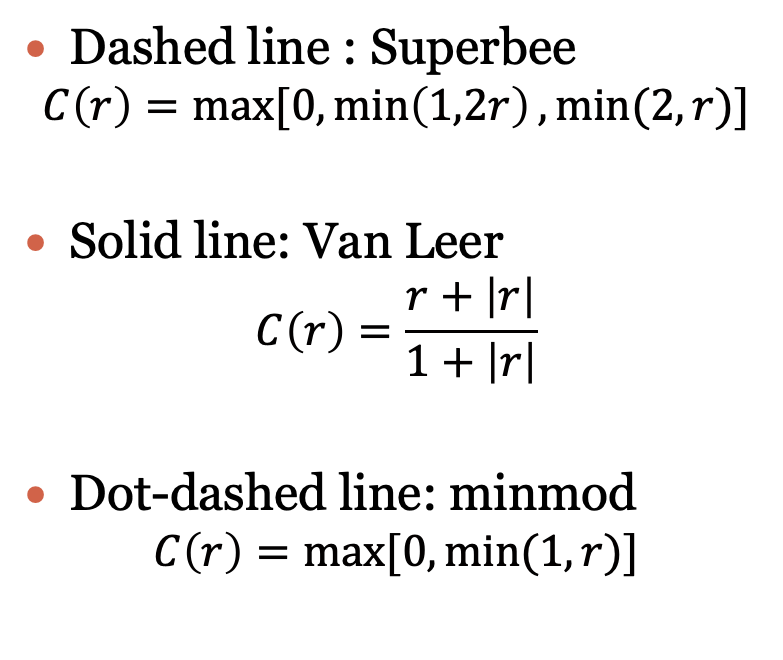 • Dashed line : Superbee
C(r) = max[0, min(1,2r) , min(2, r)]
• Solid line: Van Leer
C(r) = r + |r| / 1 + |r|
• Dot-dashed line: minmod
C(r) = max[0, min(1, r)]